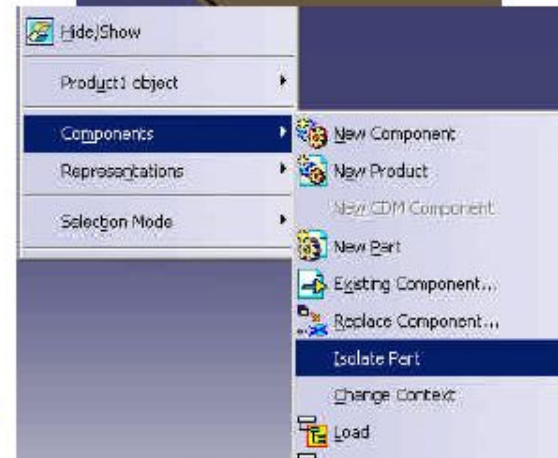 Hide/Show
Product1 object
Components
Representations
Selection Mode
New Component
New Product
New CDM Component
New Part
Existing Component...
Replace Component...
Isolate Part
Change Context
Load